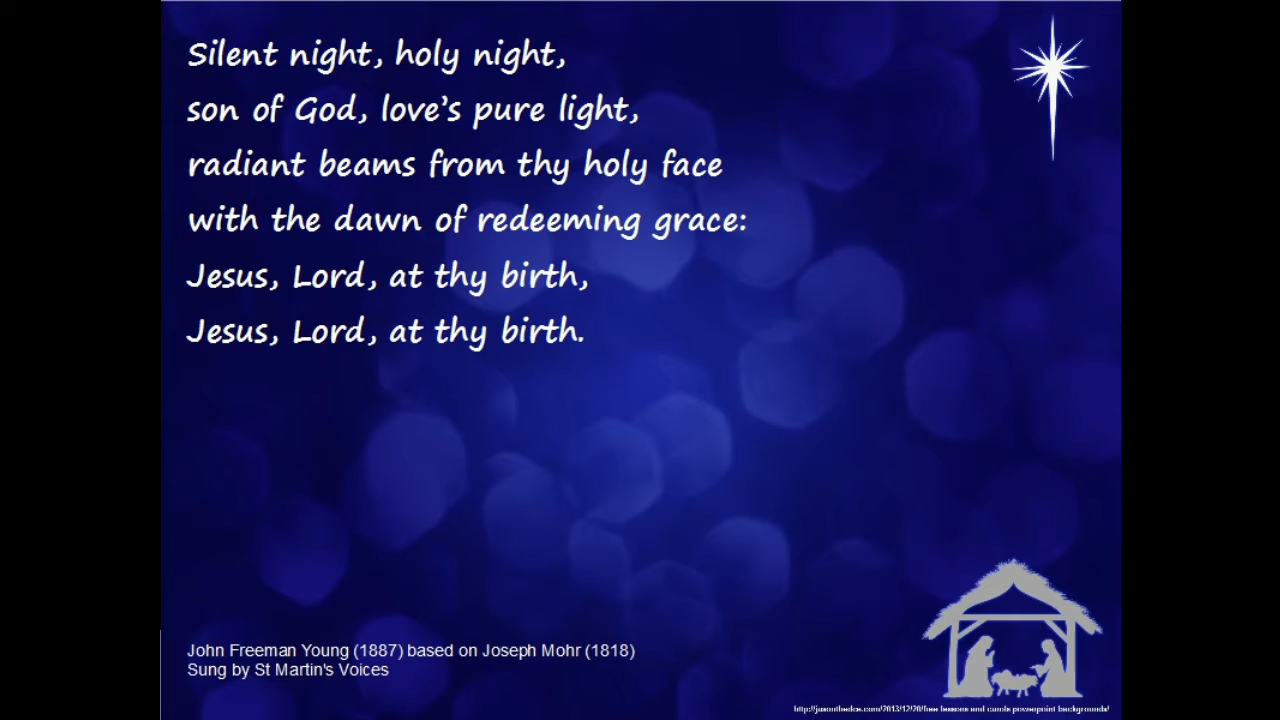 Silent night, holy night,
son of God, love’s pure light,
radiant beams from thy holy face
with the dawn of redeeming grace:
Jesus, Lord, at thy birth,
Jesus, Lord, at thy birth.
John Freeman Young (1887) based on Joseph Mohr (1818)
Sung by St Martin's Voices